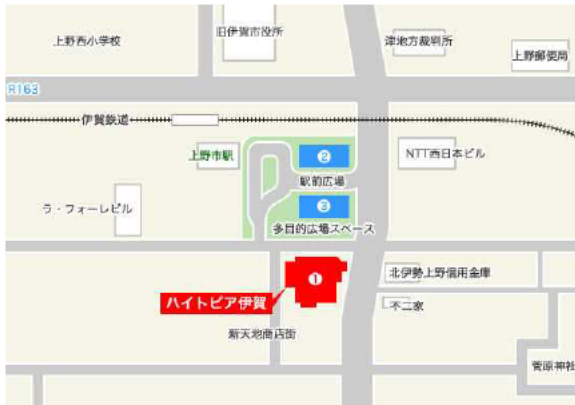 上野西小学校
旧伊賀市役所
津地方裁判所
上野郵便局
R163
伊賀鉄道
上野市駅
❷
NTT西日本ビル
駅前広場
ラ・フォーレビル
❸
多目的広場スペース
❶
北伊勢上野信用金庫
ハイトピア伊賀
不二家
新天地商店街
菅原神社